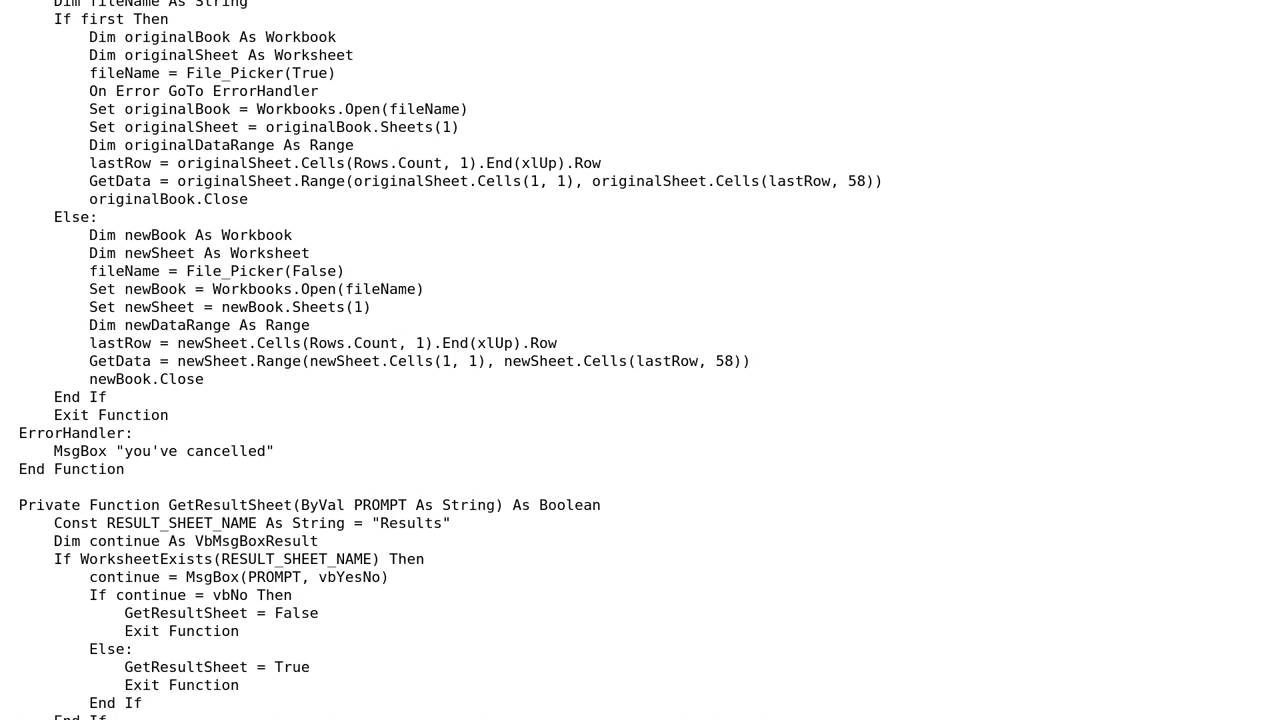 Dim fileName As String
If first Then
Dim originalBook As Workbook
Dim originalSheet As Worksheet
fileName = File_Picker(True)
On Error GoTo ErrorHandler
Set originalBook = Workbooks.Open(fileName)
Set originalSheet = originalBook.Sheets(1)
Dim originalDataRange As Range
lastRow = originalSheet.Cells(Rows.Count, 1).End(xlUp).Row
GetData = originalSheet.Range(originalSheet.Cells(1, 1), originalSheet.Cells(lastRow, 58))
originalBook.Close
Else:
Dim newBook As Workbook
Dim newSheet As Worksheet
fileName = File_Picker(False)
Set newBook = Workbooks.Open(fileName)
Set newSheet = newBook.Sheets(1)
Dim newDataRange As Range
lastRow = newSheet.Cells(Rows.Count, 1).End(xlUp).Row
GetData = newSheet.Range(newSheet.Cells(1, 1), newSheet.Cells(lastRow, 58))
newBook.Close
End If
Exit Function
ErrorHandler:
MsgBox "you've cancelled"
End Function
Private Function GetResultSheet(ByVal PROMPT As String) As Boolean
Const RESULT_SHEET_NAME As String = "Results"
Dim continue As VbMsgBoxResult
If WorksheetExists(RESULT_SHEET_NAME) Then
continue = MsgBox(PROMPT, vbYesNo)
If continue = vbNo Then
GetResultSheet = False
Exit Function
Else:
GetResultSheet = True
Exit Function
End If
End If